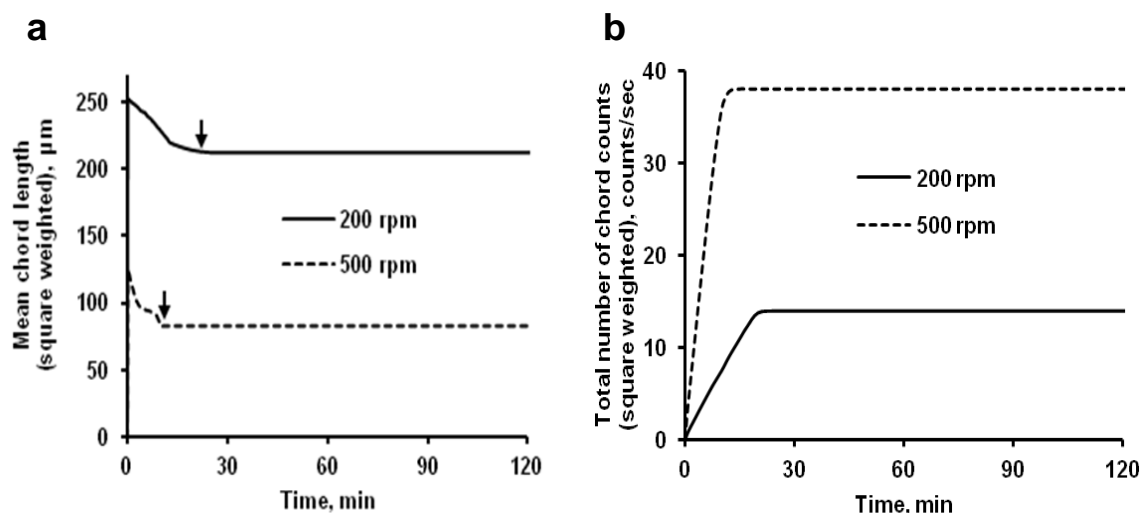 a
Mean chord length
(square weighted), µm
250
200
150
100
50
0
0 30 60 90 120
Time, min
200 rpm
500 rpm
b
Total number of chord counts
(square weighted), counts/sec
40
30
20
10
0
0 30 60 90 120
Time, min
200 rpm
500 rpm